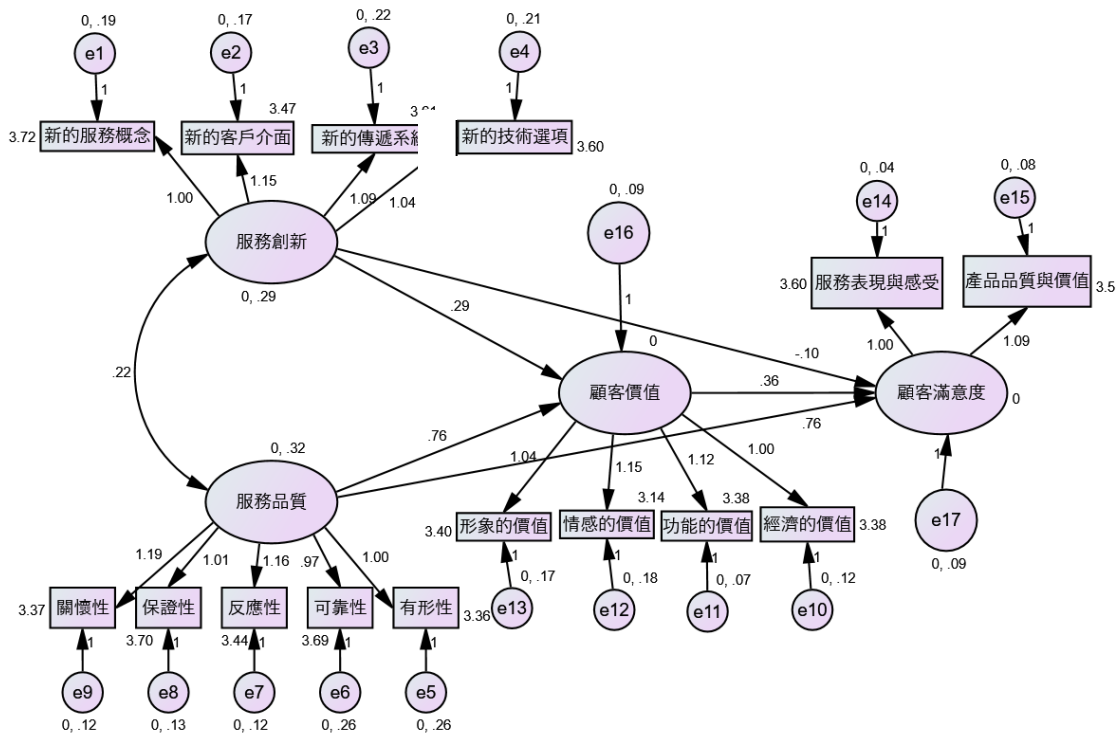 0, .19
0, .17
0, .22
0, .21
e1
e2
e3
e4
1
1
1
1
3.47
3.72
新的服務概念
新的客戶介面
新的傳遞系統
新的技術選項
3.60
1.00
1.15
1.09
1.04
服務創新
0, .29
0, .09
e16
1
0, .04
0, .08
e14
e15
1
1
3.60
服務表現與感受
產品品質與價值
3.5
1.00
1.09
.29
-.10
.22
0
顧客價值
.36
顧客滿意度
0
.76
.76
1.04
1.15
1.12
1.00
1
0, .32
服務品質
3.40
形象的價值
3.14
情感的價值
3.38
功能的價值
經濟的價值
3.38
1
1
1
1
e17
0, .09
0, .17
0, .18
0, .07
0, .12
e13
e12
e11
e10
1.19
1.01
1.16
.97
1.00
3.37
關懷性
保證性
反應性
可靠性
有形性
3.36
3.70
3.44
3.69
1
1
1
1
1
e9
e8
e7
e6
e5
0, .12
0, .13
0, .12
0, .26
0, .26